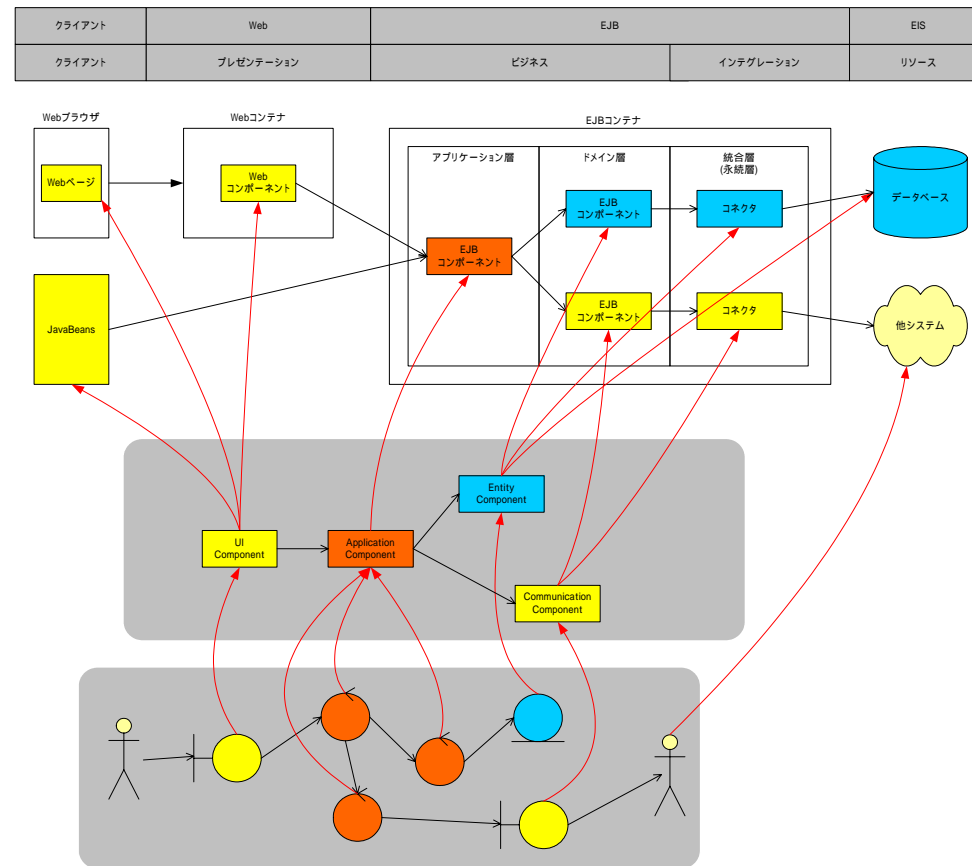 クライアント
Web
EJB
EIS
クライアント
プレゼンテーション
ビジネス
インテグレーション
リソース
Webブラウザ
Webコンテナ
EJBコンテナ
アプリケーション層
ドメイン層
統合層
(永続層)
Webページ
Web
コンポーネント
EJB
コンポーネント
コネクタ
データベース
EJB
コンポーネント
JavaBeans
EJB
コンポーネント
コネクタ
他システム
Entity
Component
UI
Component
Application
Component
Communication
Component